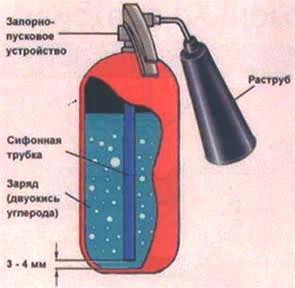 Запорно-
пусковое
устройство
Раструб
Сифонная
трубка
Заряд
(двуокись
углерода)
3 - 4 мм